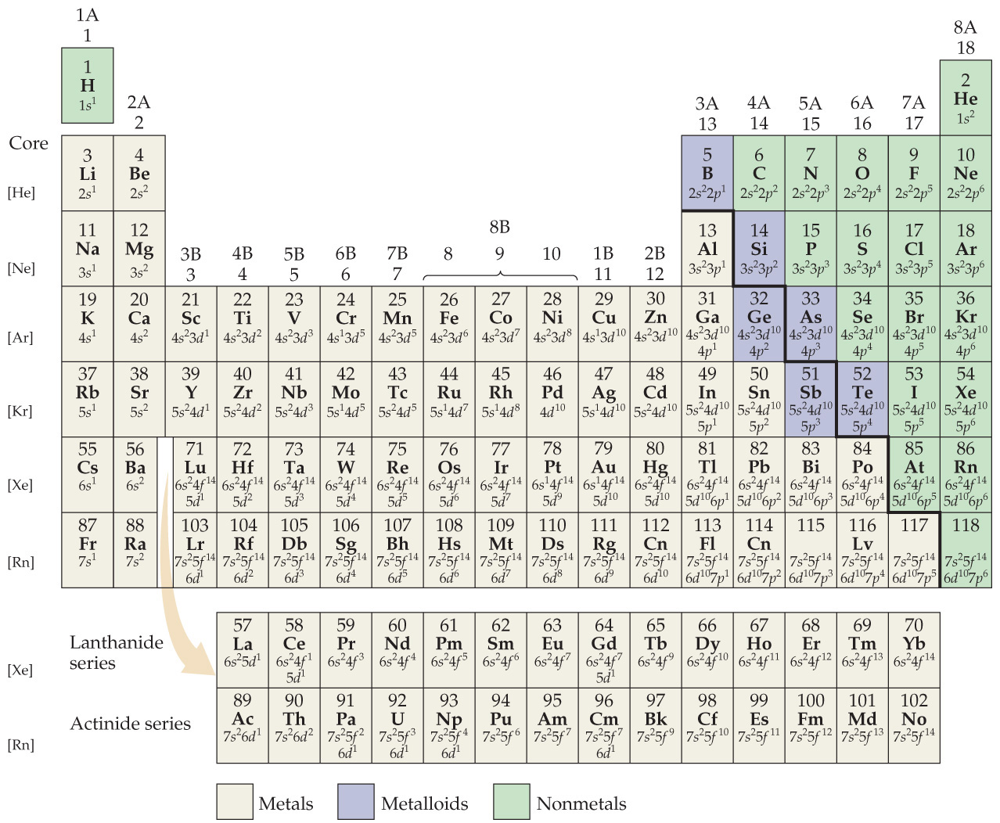 1A
1
8A
18
1
H
1s¹
2A
2
3A 4A 5A 6A 7A
13 14 15 16 17
2
He
1s²
Core
3 4 5 6 7 8 9 10
Li Be B C N O F Ne
[He] 2s¹ 2s² 2s²2p¹ 2s²2p² 2s²2p³ 2s²2p⁴ 2s²2p⁵ 2s²2p⁶
8B
3B 4B 5B 6B 7B 8 9 10 1B 2B
3 4 5 6 7 11 12
11 12 13 14 15 16 17 18
Na Mg Al Si P S Cl Ar
[Ne] 3s¹ 3s² 3s²3p¹ 3s²3p² 3s²3p³ 3s²3p⁴ 3s²3p⁵ 3s²3p⁶
19 20 21 22 23 24 25 26 27 28 29 30 31 32 33 34 35 36
K Ca Sc Ti V Cr Mn Fe Co Ni Cu Zn Ga Ge As Se Br Kr
[Ar] 4s¹ 4s² 4s²3d¹ 4s²3d² 4s²3d³ 4s¹3d⁵ 4s²3d⁵ 4s²3d⁶ 4s²3d⁷ 4s²3d⁸ 4s¹3d¹⁰ 4s²3d¹⁰ 4s²3d¹⁰ 4s²3d¹⁰ 4s²3d¹⁰ 4s²3d¹⁰ 4s²3d¹⁰ 4s²3d¹⁰
4p¹ 4p² 4p³ 4p⁴ 4p⁵ 4p⁶
37 38 39 40 41 42 43 44 45 46 47 48 49 50 51 52 53 54
Rb Sr Y Zr Nb Mo Tc Ru Rh Pd Ag Cd In Sn Sb Te I Xe
[Kr] 5s¹ 5s² 5s²4d¹ 5s²4d² 5s²4d³ 5s¹4d⁵ 5s²4d⁵ 5s¹4d⁷ 5s¹4d⁸ 4d¹⁰ 5s¹4d¹⁰ 5s²4d¹⁰ 5s²4d¹⁰ 5s²4d¹⁰ 5s²4d¹⁰ 5s²4d¹⁰ 5s²4d¹⁰ 5s²4d¹⁰
5p¹ 5p² 5p³ 5p⁴ 5p⁵ 5p⁶
55 56 71 72 73 74 75 76 77 78 79 80 81 82 83 84 85 86
Cs Ba Lu Hf Ta W Re Os Ir Pt Au Hg Tl Pb Bi Po At Rn
[Xe] 6s¹ 6s² 6s²4f¹⁴ 6s²4f¹⁴ 6s²4f¹⁴ 6s²4f¹⁴ 6s²4f¹⁴ 6s²4f¹⁴ 6s²4f¹⁴ 6s¹4f¹⁴ 6s¹4f¹⁴ 6s²4f¹⁴ 6s²4f¹⁴ 6s²4f¹⁴ 6s²4f¹⁴ 6s²4f¹⁴ 6s²4f¹⁴ 6s²4f¹⁴
5d¹ 5d² 5d³ 5d⁴ 5d⁵ 5d⁶ 5d⁷ 5d⁹ 5d¹⁰ 5d¹⁰ 5d¹⁰6p¹ 5d¹⁰6p² 5d¹⁰6p³ 5d¹⁰6p⁴ 5d¹⁰6p⁵ 5d¹⁰6p⁶
87 88 103 104 105 106 107 108 109 110 111 112 113 114 115 116 117 118
Fr Ra Lr Rf Db Sg Bh Hs Mt Ds Rg Cn Fl Cn Lv
[Rn] 7s¹ 7s² 7s²5f¹⁴ 7s²5f¹⁴ 7s²5f¹⁴ 7s²5f¹⁴ 7s²5f¹⁴ 7s²5f¹⁴ 7s²5f¹⁴ 7s²5f¹⁴ 7s²5f¹⁴ 7s²5f¹⁴ 7s²5f¹⁴ 7s²5f¹⁴ 7s²5f¹⁴ 7s²5f¹⁴ 7s²5f¹⁴ 7s²5f¹⁴
6d¹ 6d² 6d³ 6d⁴ 6d⁵ 6d⁶ 6d⁷ 6d⁸ 6d⁹ 6d¹⁰ 6d¹⁰7p¹ 6d¹⁰7p² 6d¹⁰7p³ 6d¹⁰7p⁴ 6d¹⁰7p⁵ 6d¹⁰7p⁶
Lanthanide
series
[Xe]
57 58 59 60 61 62 63 64 65 66 67 68 69 70
La Ce Pr Nd Pm Sm Eu Gd Tb Dy Ho Er Tm Yb
6s²5d¹ 6s²4f¹ 6s²4f³ 6s²4f⁴ 6s²4f⁵ 6s²4f⁶ 6s²4f⁷ 6s²4f⁷ 6s²4f⁹ 6s²4f¹⁰ 6s²4f¹¹ 6s²4f¹² 6s²4f¹³ 6s²4f¹⁴
5d¹ 5d¹
Actinide series
[Rn]
89 90 91 92 93 94 95 96 97 98 99 100 101 102
Ac Th Pa U Np Pu Am Cm Bk Cf Es Fm Md No
7s²6d¹ 7s²6d² 7s²5f² 7s²5f³ 7s²5f⁴ 7s²5f⁶ 7s²5f⁷ 7s²5f⁷ 7s²5f⁹ 7s²5f¹⁰ 7s²5f¹¹ 7s²5f¹² 7s²5f¹³ 7s²5f¹⁴
6d¹ 6d¹ 6d¹ 6d¹
Metals Metalloids Nonmetals